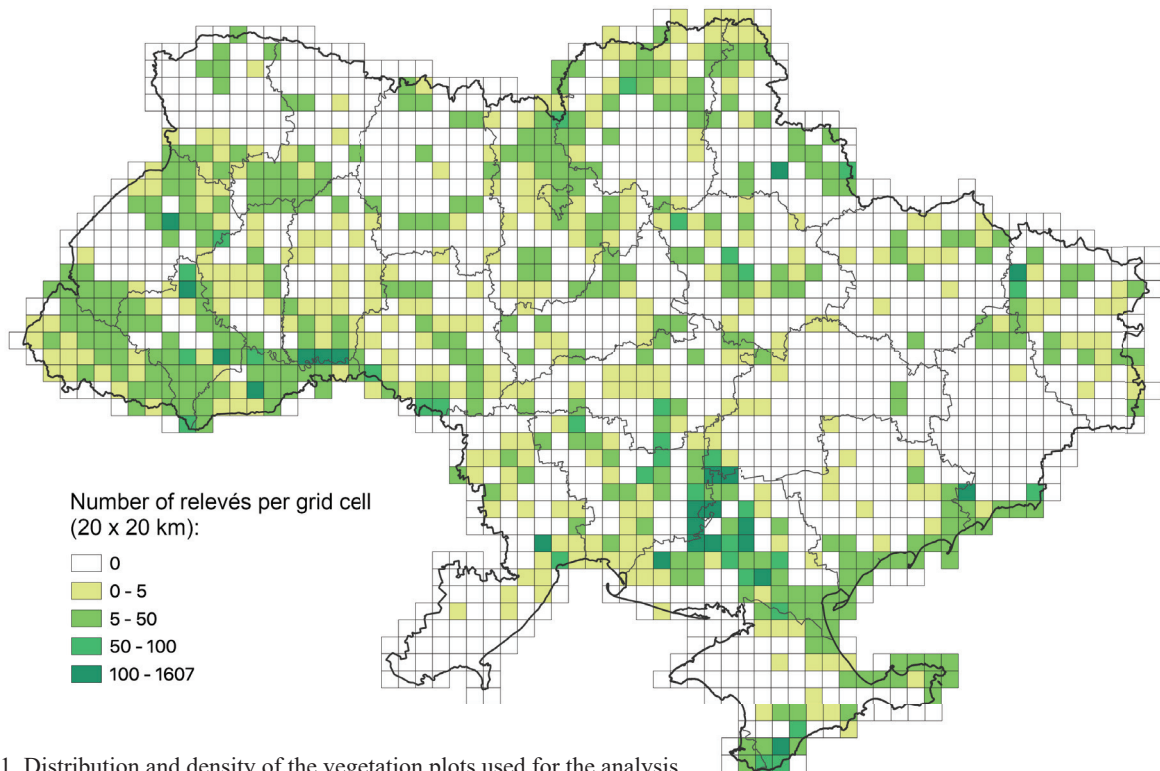 Number of relevés per grid cell
(20 x 20 km):
0
0 - 5
5 - 50
50 - 100
100 - 1607
1. Distribution and density of the vegetation plots used for the analysis